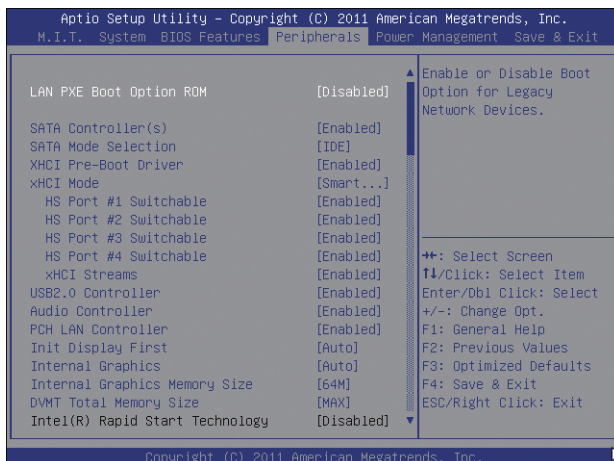 Aptio Setup Utility – Copyright (C) 2011 American Megatrends, Inc.
M.I.T. System BIOS Features Peripherals Power Management Save & Exit
LAN PXE Boot Option ROM [Disabled]
SATA Controller(s) [Enabled]
SATA Mode Selection [IDE]
XHCI Pre-Boot Driver [Enabled]
xHCI Mode [Smart...]
HS Port #1 Switchable [Enabled]
HS Port #2 Switchable [Enabled]
HS Port #3 Switchable [Enabled]
HS Port #4 Switchable [Enabled]
xHCI Streams [Enabled]
USB2.0 Controller [Enabled]
Audio Controller [Enabled]
PCH LAN Controller [Enabled]
Init Display First [Auto]
Internal Graphics [Auto]
Internal Graphics Memory Size [64M]
DVMT Total Memory Size [MAX]
Intel(R) Rapid Start Technology [Disabled]
Enable or Disable Boot
Option for Legacy
Network Devices.
→←: Select Screen
↑↓/Click: Select Item
Enter/Dbl Click: Select
+/-: Change Opt.
F1: General Help
F2: Previous Values
F3: Optimized Defaults
F4: Save & Exit
ESC/Right Click: Exit
Copyright (C) 2011 American Megatrends, Inc.